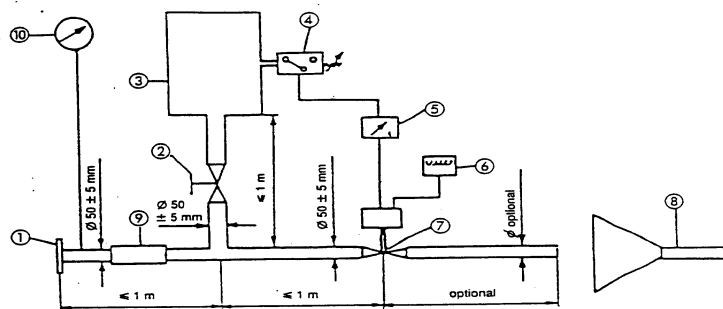 10
4
3
5
2
6
Ø 50 ± 5 mm
Ø 50
± 5 mm
≤ 1 m
Ø 50 ± 5 mm
7
Ø optional
8
1
9
≤ 1 m
≤ 1 m
optional